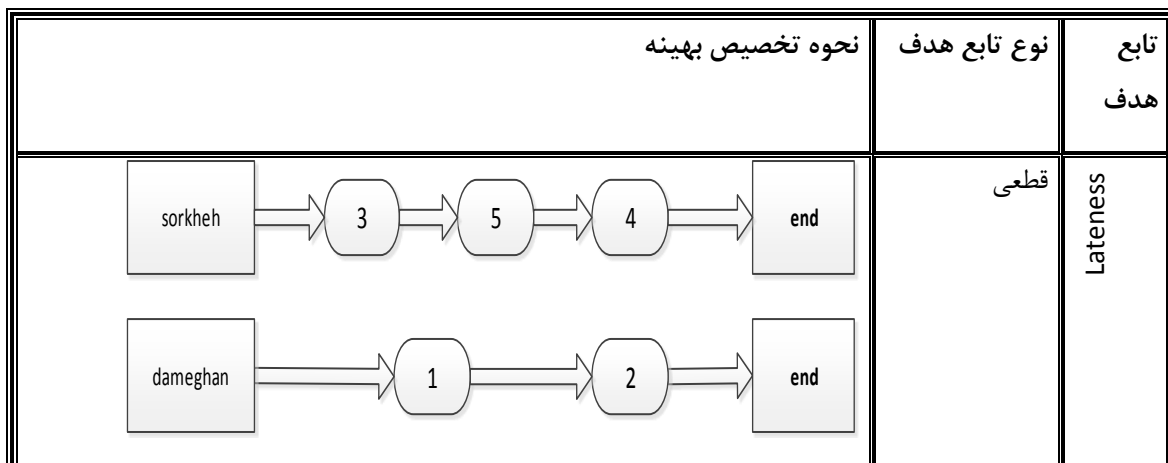 تابع
هدف
نوع تابع هدف
نحوه تخصیص بهینه
Lateness
قطعی
sorkheh 3 5 4 end
dameghan 1 2 end